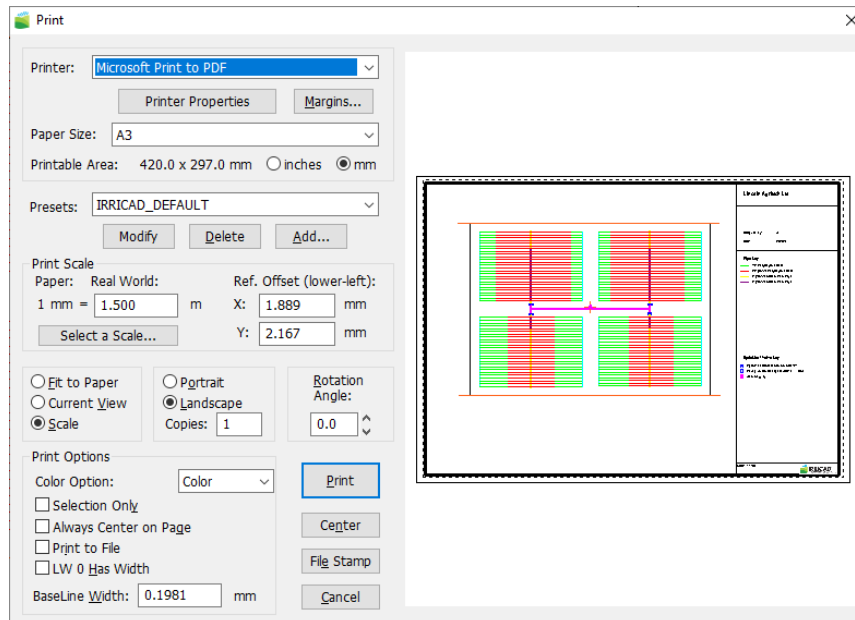 Print
Printer: Microsoft Print to PDF
Printer Properties Margins...
Paper Size: A3
Printable Area: 420.0 x 297.0 mm inches mm
Presets: IRRICAD_DEFAULT
Modify Delete Add...
Print Scale
Paper: Real World: Ref. Offset (lower-left):
1 mm = 1.500 m X: 1.889 mm
Select a Scale... Y: 2.167 mm
Fit to Paper Portrait Rotation
Current View Landscape Angle:
Scale Copies: 1 0.0
Print Options
Color Option: Color Print
Selection Only
Always Center on Page Center
Print to File
LW 0 Has Width File Stamp
BaseLine Width: 0.1981 mm Cancel
Lincoln Agritech Ltd
IRRICAD